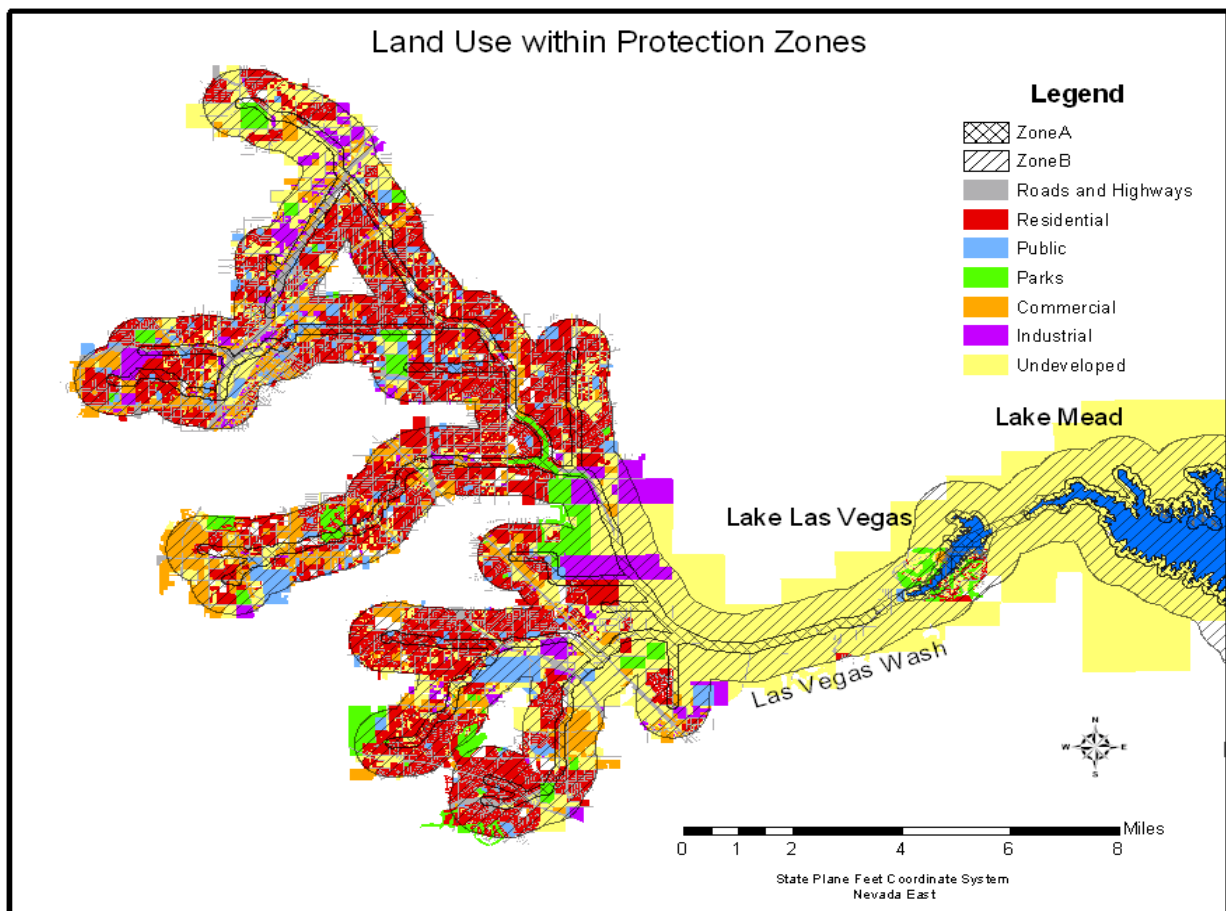 Land Use within Protection Zones
Legend
ZoneA
ZoneB
Roads and Highways
Residential
Public
Parks
Commercial
Industrial
Undeveloped
Lake Mead
Lake Las Vegas
Las Vegas Wash
N
W E
S
Miles
0 1 2 4 6 8
State Plane Feet Coordinate System
Nevada East